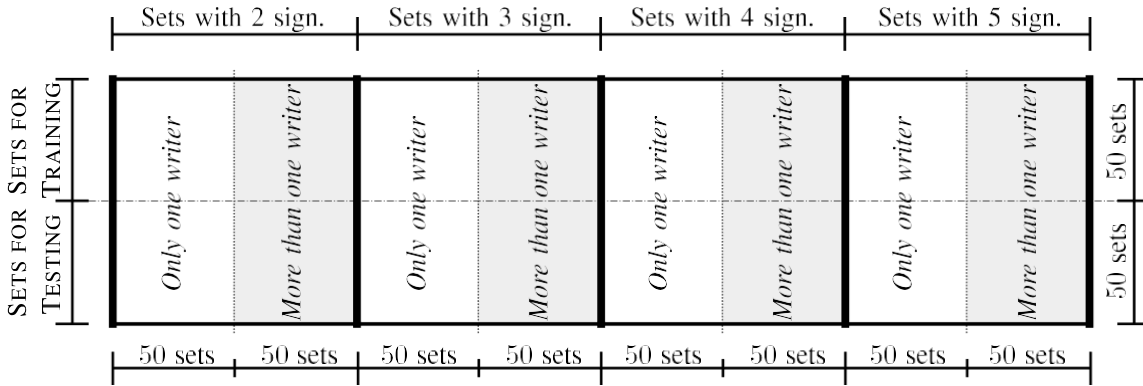 Sets with 2 sign. Sets with 3 sign. Sets with 4 sign. Sets with 5 sign.
SETS FOR
TRAINING
SETS FOR
TESTING
Only one writer
More than one writer
Only one writer
More than one writer
Only one writer
More than one writer
Only one writer
More than one writer
50 sets
50 sets
50 sets 50 sets 50 sets 50 sets 50 sets 50 sets 50 sets 50 sets